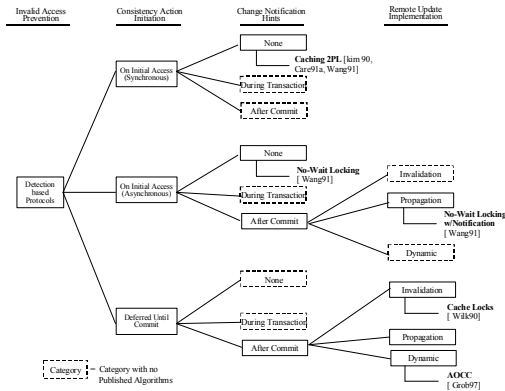 Invalid Access
Prevention
Consistency Action
Initiation
Change Notification
Hints
Remote Update
Implementation
None
Caching 2PL [kim 90,
Care91a, Wang91]
On Initial Access
(Synchronous)
During Transaction
After Commit
None
No-Wait Locking
[ Wang91]
Invalidation
Detection
based
Protocols
On Initial Access
(Asynchronous)
During Transaction
After Commit
Propagation
No-Wait Locking
w/Notification
[ Wang91]
Dynamic
None
Invalidation
Cache Locks
[ Wilk90]
Deferred Until
Commit
During Transaction
After Commit
Propagation
Dynamic
AOCC
[ Grob97]
Category = Category with no
Published Algorithms